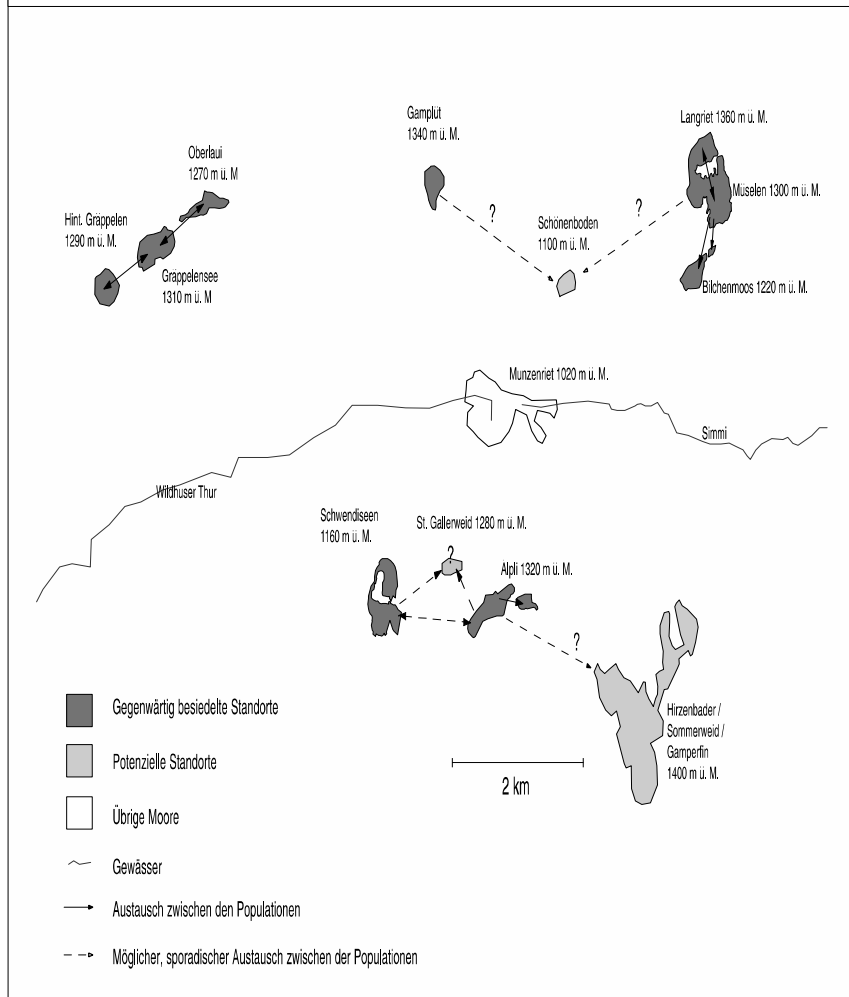 Gamplüt
1340 m ü. M.
Langriet 1360 m ü. M.
Oberlaui
1270 m ü. M
Müselen 1300 m ü. M.
Hint. Gräppelen
1290 m ü. M.
?
?
Schönenboden
1100 m ü. M.
Gräppelensee
1310 m ü. M
Bilchenmoos 1220 m ü. M.
Munzenriet 1020 m ü. M.
Simmi
Wildhuser Thur
Schwendiseen
1160 m ü. M.
St. Gallerweid 1280 m ü. M.
?
Alpli 1320 m ü. M.
?
Hirzenbader /
Sommerweid /
Gamperfin
1400 m ü. M.
2 km
Gegenwärtig besiedelte Standorte
Potenzielle Standorte
Übrige Moore
Gewässer
Austausch zwischen den Populationen
Möglicher, sporadischer Austausch zwischen der Populationen